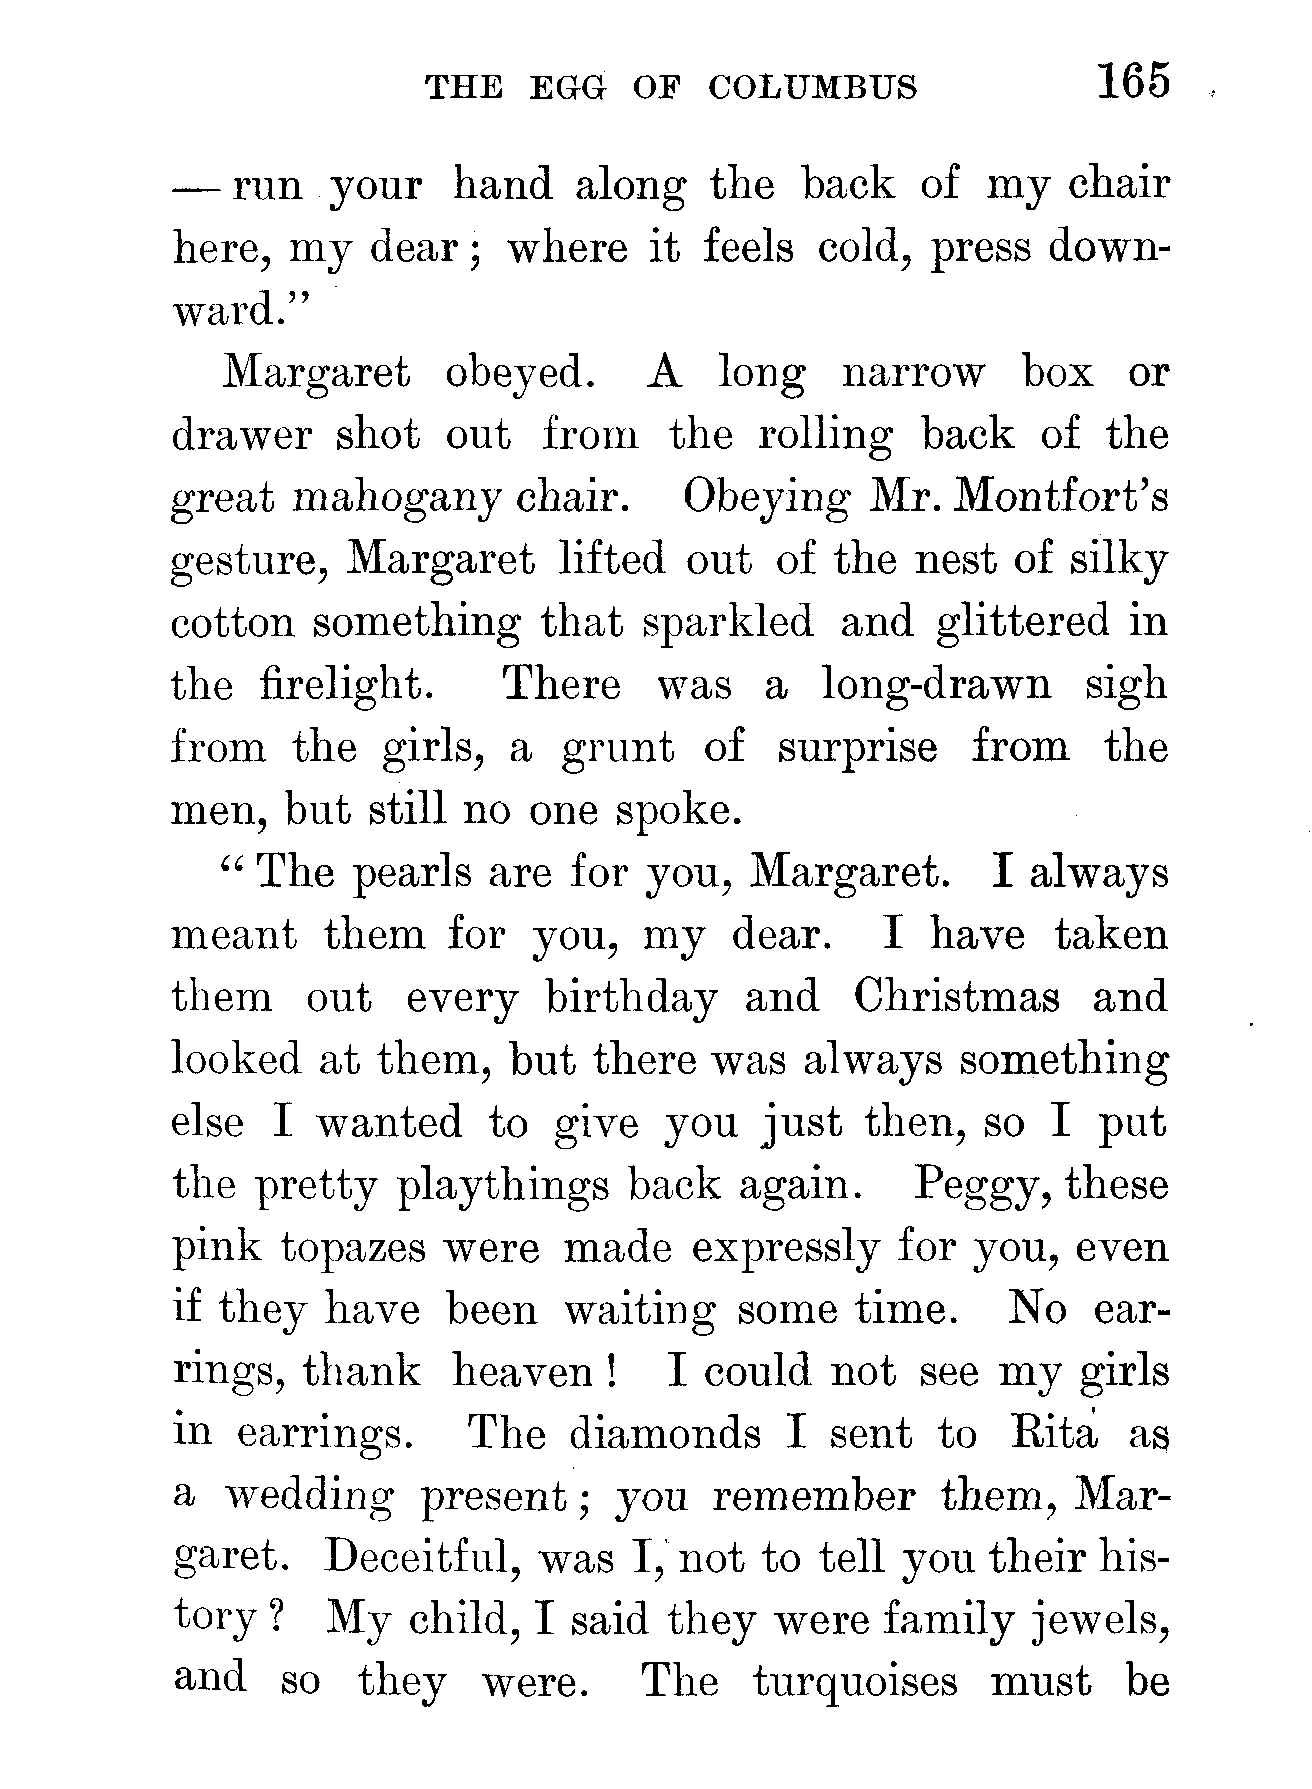 THE EGG OF COLUMBUS 165
— run your hand along the back of my chair
here, my dear ; where it feels cold, press down-
ward."
Margaret obeyed. A long narrow box or
drawer shot out from the rolling back of the
great mahogany chair. Obeying Mr. Montfort's
gesture, Margaret lifted out of the nest of silky
cotton something that sparkled and glittered in
the firelight. There was a long-drawn sigh
from the girls, a grunt of surprise from the
men, but still no one spoke.
" The pearls are for you, Margaret. I always
meant them for you, my dear. I have taken
them out every birthday and Christmas and
looked at them, but there was always something
else I wanted to give you just then, so I put
the pretty playthings back again. Peggy, these
pink topazes were made expressly for you, even
if they have been waiting some time. No ear-
rings, thank heaven ! I could not see my girls
in earrings. The diamonds I sent to Rita as
a wedding present ; you remember them, Mar-
garet. Deceitful, was I, not to tell you their his-
tory ? My child, I said they were family jewels,
and so they were. The turquoises must be